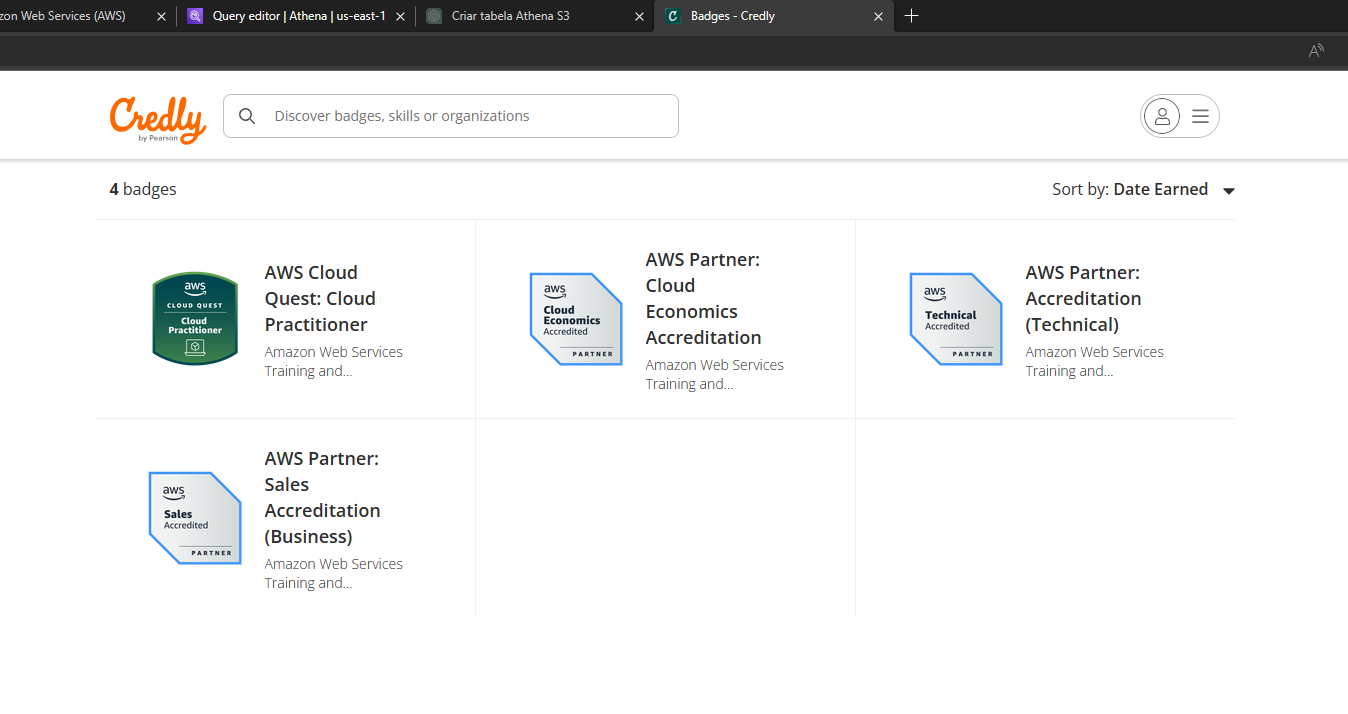 zon Web Services (AWS)
Query editor | Athena | us-east-1
Criar tabela Athena S3
Badges - Credly
Credly
by Pearson
Discover badges, skills or organizations
4 badges
Sort by: Date Earned
aws
CLOUD QUEST
Cloud
Practitioner
AWS Cloud
Quest: Cloud
Practitioner
Amazon Web Services
Training and...
aws
Cloud
Economics
Accredited
PARTNER
AWS Partner:
Cloud
Economics
Accreditation
Amazon Web Services
Training and...
aws
Technical
Accredited
PARTNER
AWS Partner:
Accreditation
(Technical)
Amazon Web Services
Training and...
aws
Sales
Accredited
PARTNER
AWS Partner:
Sales
Accreditation
(Business)
Amazon Web Services
Training and...